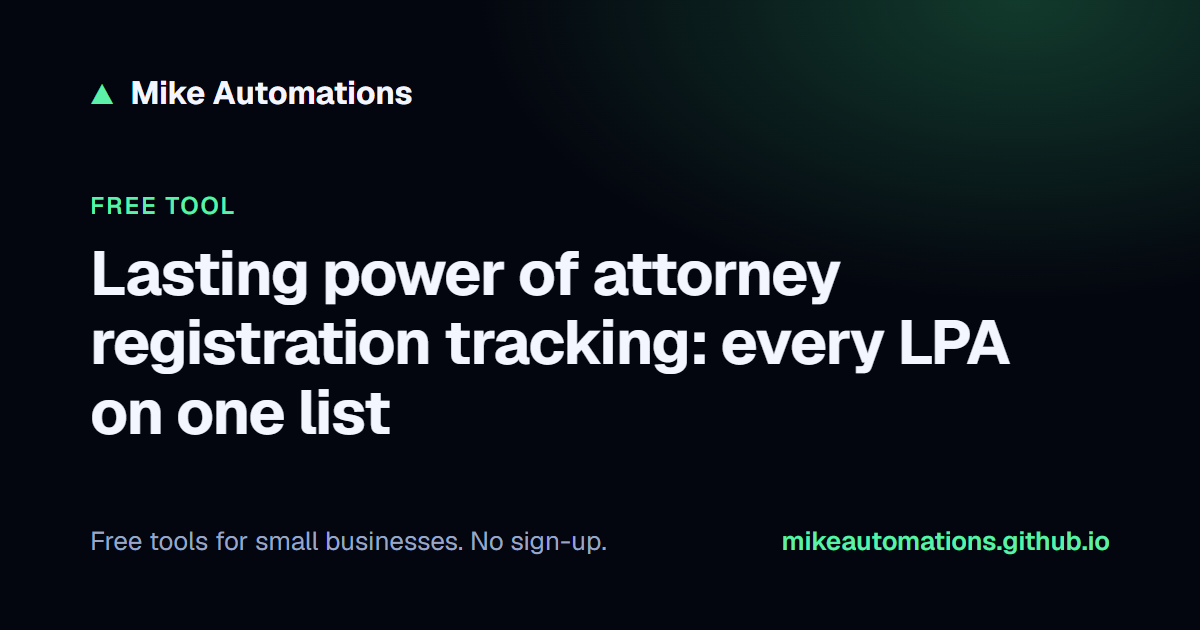 Mike Automations
FREE TOOL
Lasting power of attorney
registration tracking: every LPA
on one list
Free tools for small businesses. No sign-up.
mikeautomations.github.io